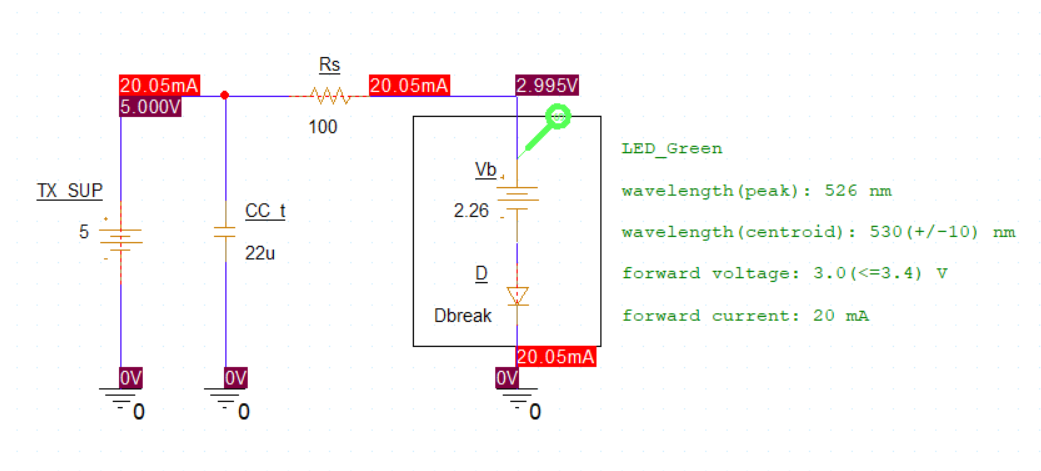 Rs
20.05mA
20.05mA
2.995V
5.000V
100
LED_Green
Vb
TX_SUP
wavelength(peak): 526 nm
2.26
CC_t
5
wavelength(centroid): 530(+/-10) nm
22u
D
forward voltage: 3.0(<=3.4) V
Dbreak
forward current: 20 mA
20.05mA
0V
0V
0V
0
0
0